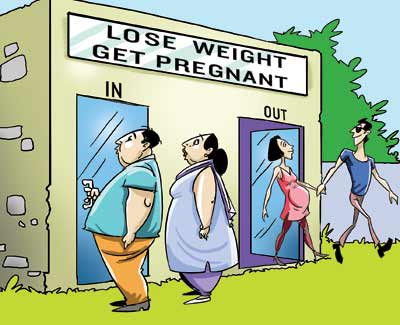 LOSE WEIGHT
GET PREGNANT
IN
OUT